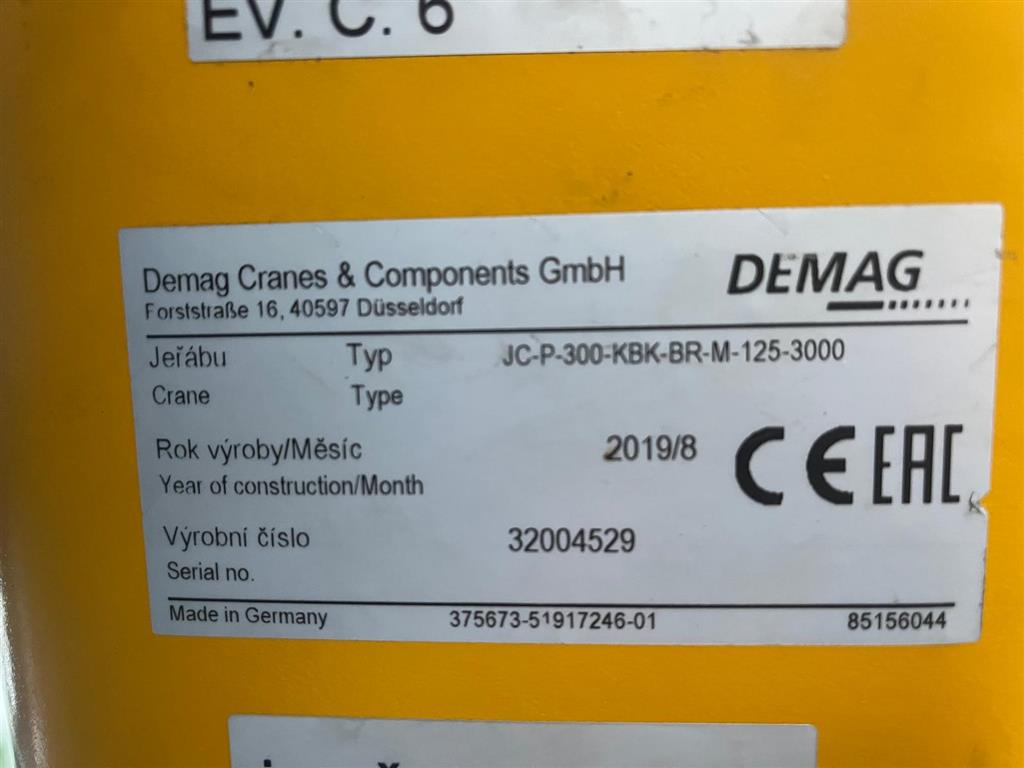 EV. C. 6
Demag Cranes & Components GmbH
Forststraße 16, 40597 Düsseldorf
DEMAG
Jeřábu Typ JC-P-300-KBK-BR-M-125-3000
Crane Type
Rok výroby/Měsíc 2019/8
Year of construction/Month
CE EAC
Výrobní číslo 32004529
Serial no.
Made in Germany 375673-51917246-01 85156044